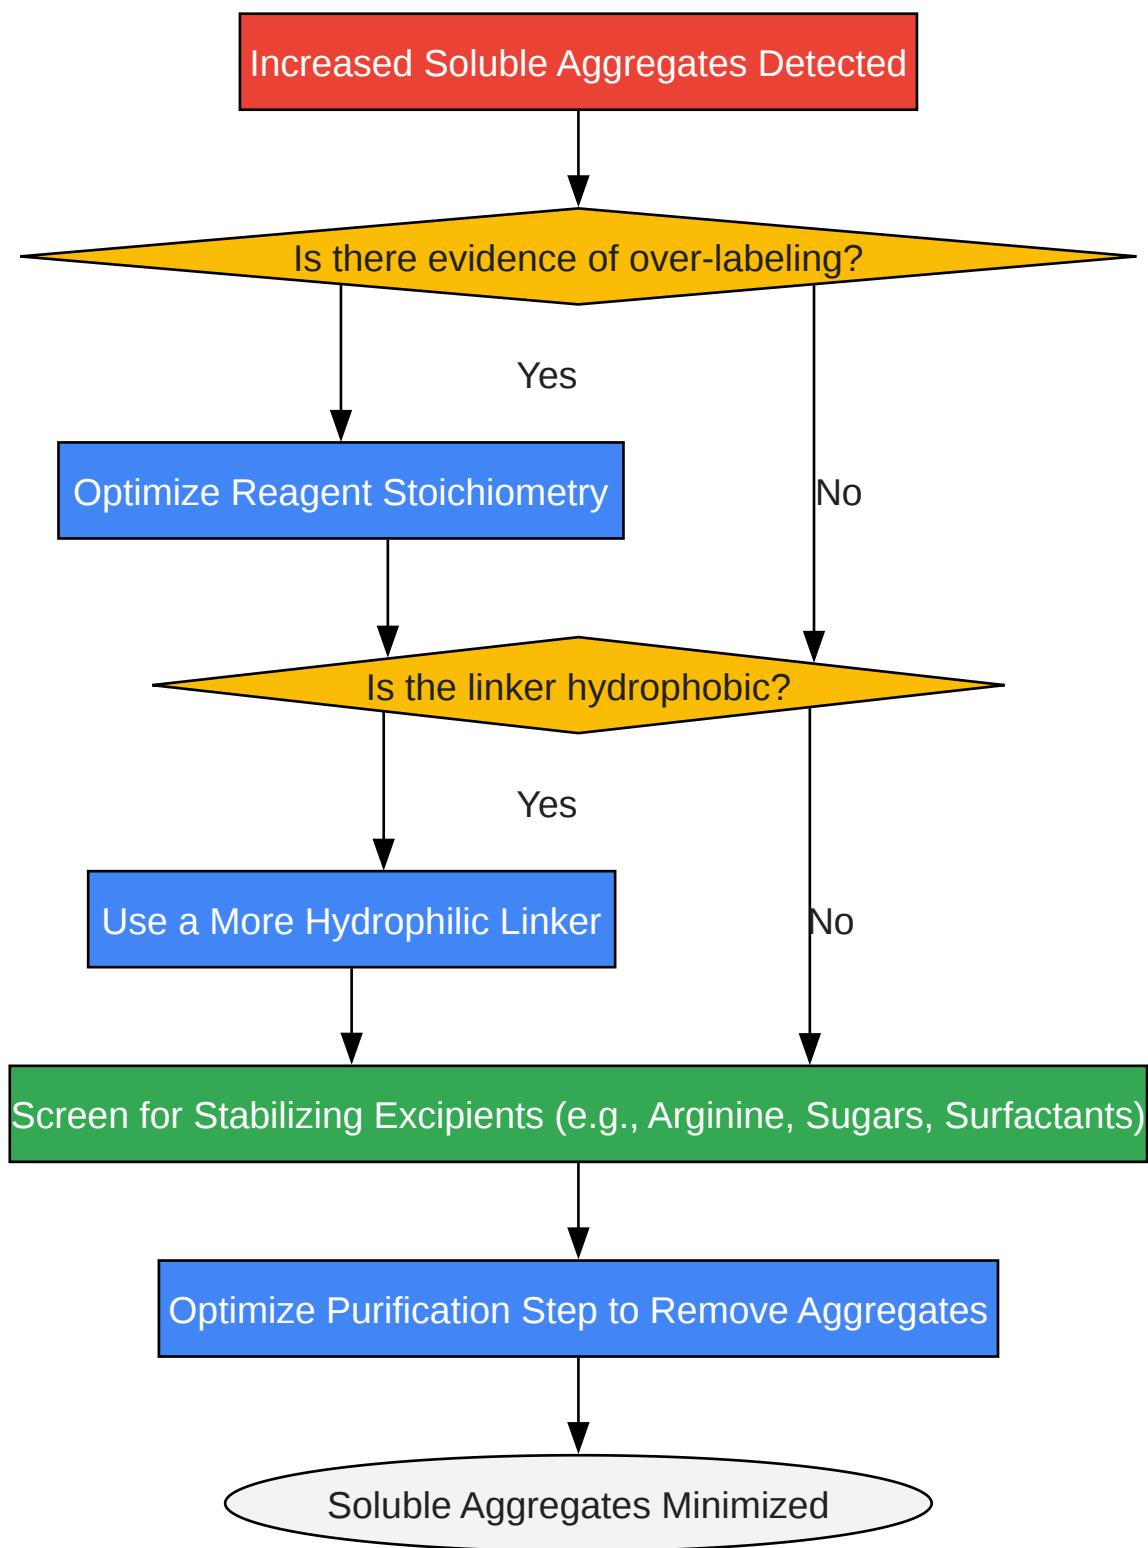 Increased Soluble Aggregates Detected
Is there evidence of over-labeling?
Yes
Optimize Reagent Stoichiometry
No
Is the linker hydrophobic?
Yes
Use a More Hydrophilic Linker
No
Screen for Stabilizing Excipients (e.g., Arginine, Sugars, Surfactants)
Optimize Purification Step to Remove Aggregates
Soluble Aggregates Minimized